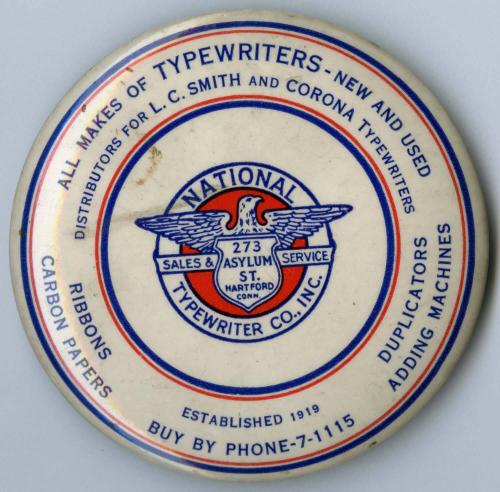 ALL MAKES OF TYPEWRITERS - NEW AND USED
DISTRIBUTORS FOR L. C. SMITH AND CORONA TYPEWRITERS
NATIONAL
273
ASYLUM
ST.
HARTFORD
CONN.
SALES & SERVICE
TYPEWRITER CO., INC.
RIBBONS
CARBON PAPERS
DUPLICATORS
ADDING MACHINES
ESTABLISHED 1919
BUY BY PHONE-7-1115